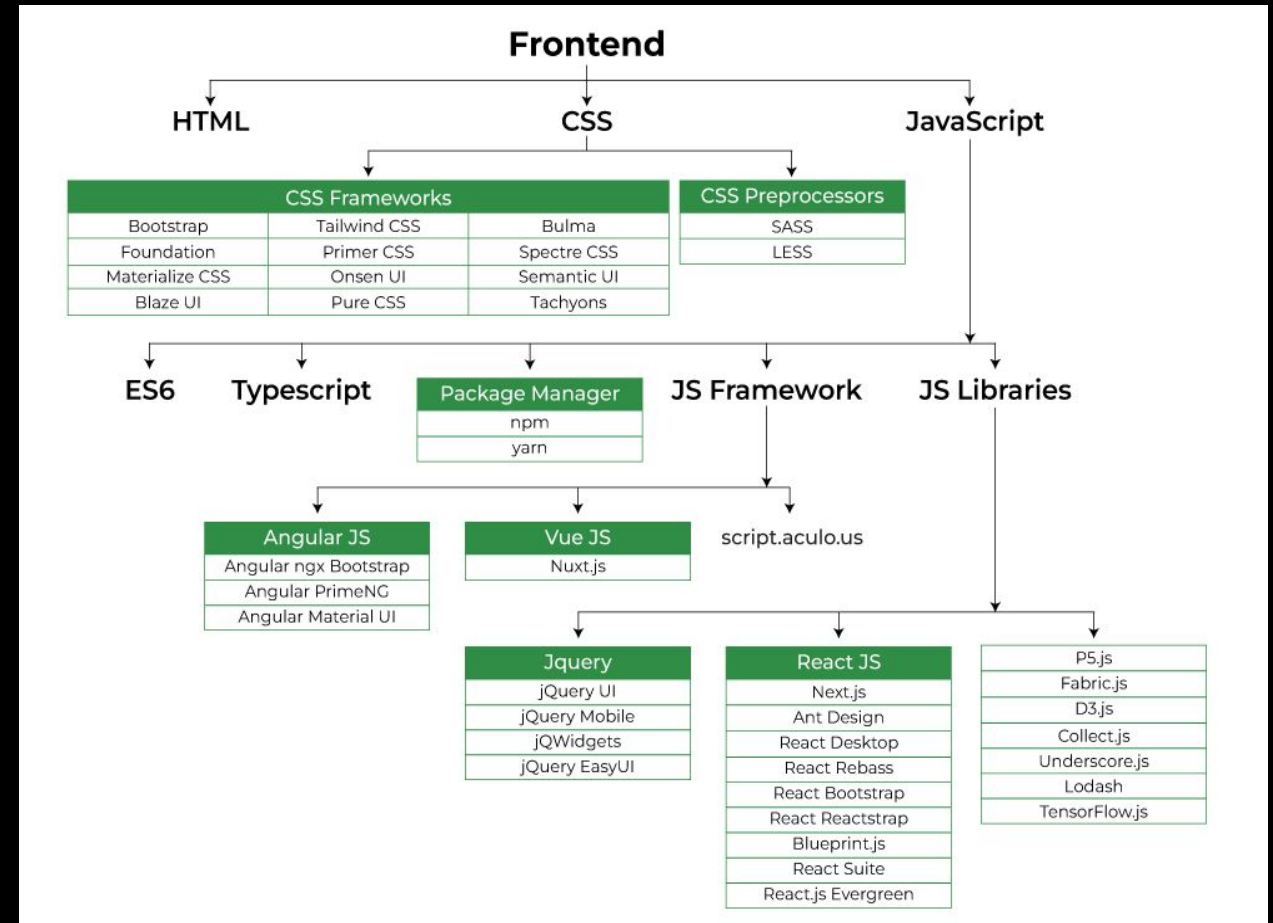 Frontend
HTML CSS JavaScript
CSS Frameworks CSS Preprocessors
Bootstrap Tailwind CSS Bulma SASS
Foundation Primer CSS Spectre CSS LESS
Materialize CSS Onsen UI Semantic UI
Blaze UI Pure CSS Tachyons
ES6 Typescript Package Manager JS Framework JS Libraries
npm
yarn
Angular JS Vue JS script.aculo.us
Angular ngx Bootstrap Nuxt.js
Angular PrimeNG
Angular Material UI
Jquery React JS P5.js
jQuery UI Next.js Fabric.js
jQuery Mobile Ant Design D3.js
jQWidgets React Desktop Collect.js
jQuery EasyUI React Rebass Underscore.js
React Bootstrap Lodash
React Reactstrap TensorFlow.js
Blueprint.js
React Suite
React.js Evergreen